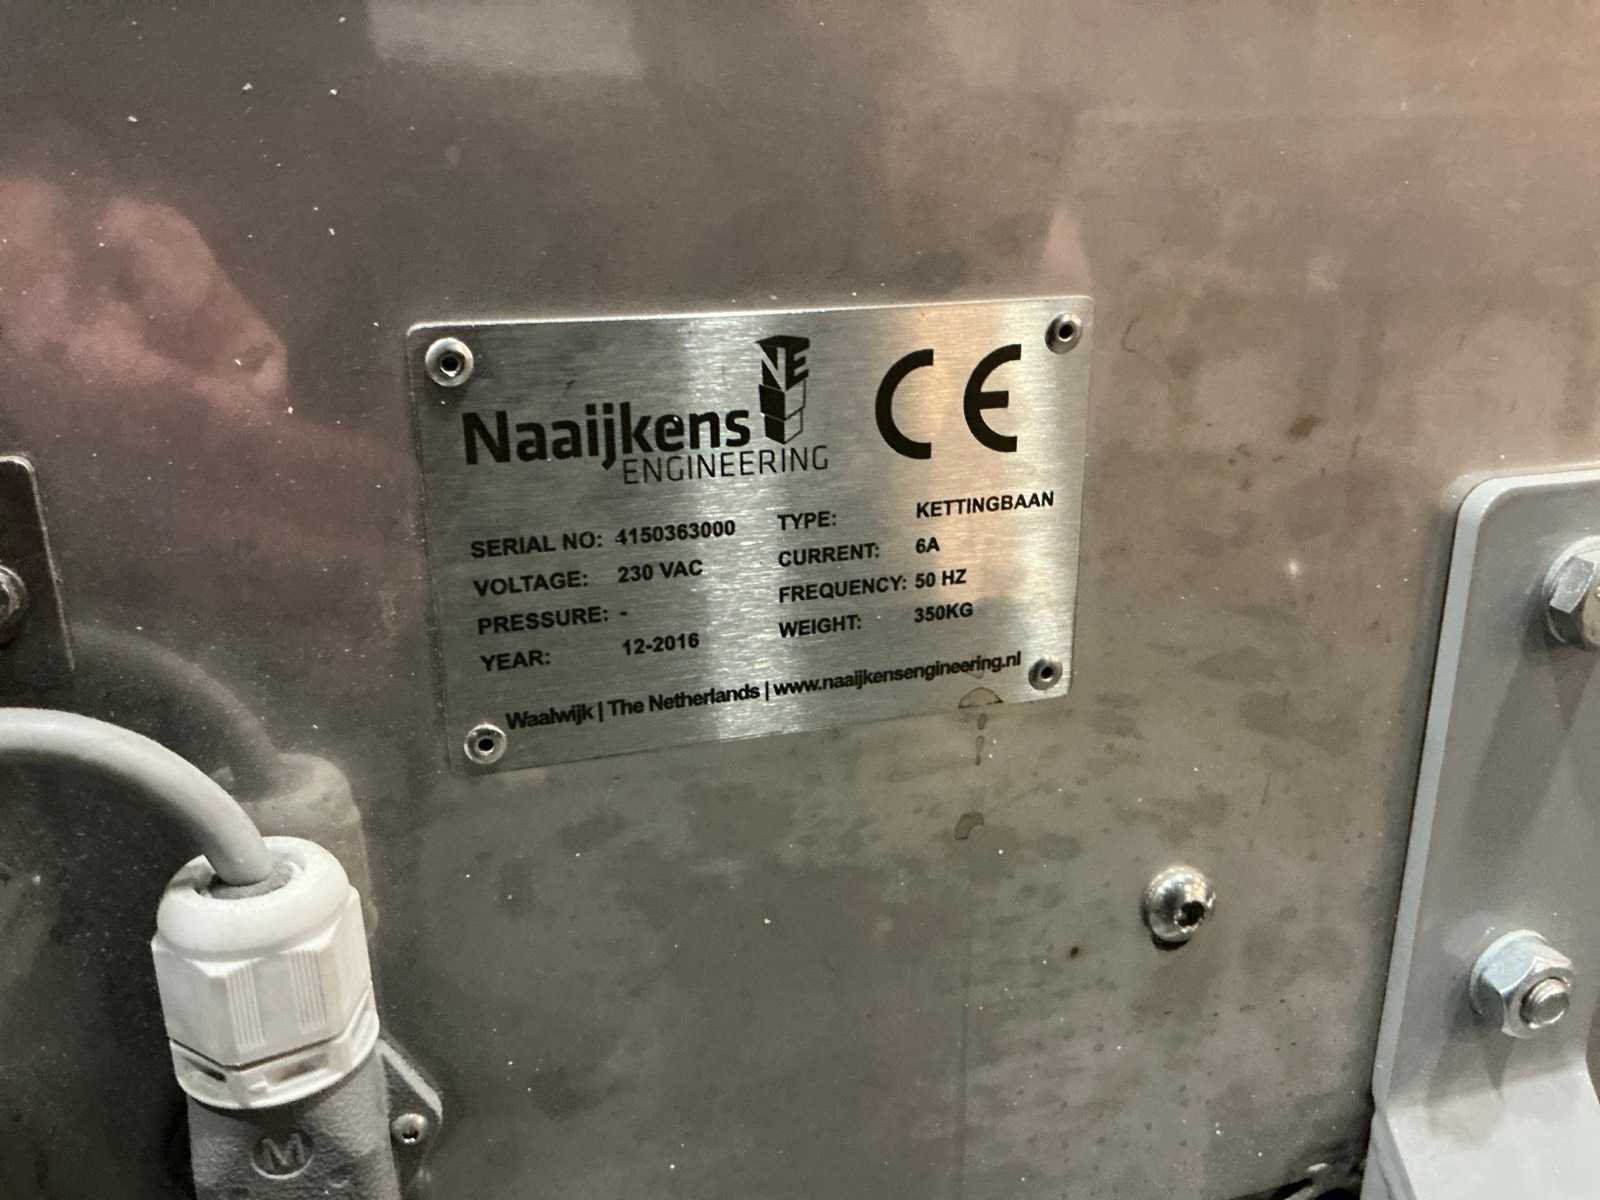 NE
Naaijkens
ENGINEERING
CE
SERIAL NO: 4150363000
VOLTAGE: 230 VAC
PRESSURE: -
YEAR: 12-2016
TYPE: KETTINGBAAN
CURRENT: 6A
FREQUENCY: 50 HZ
WEIGHT: 350KG
Waalwijk | The Netherlands | www.naaijkensengineering.nl
M